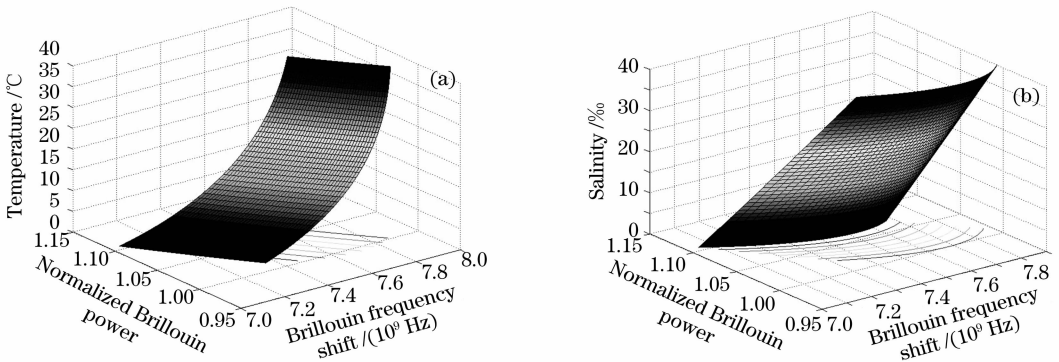 (a)
Temperature /℃
40
35
30
25
20
15
10
5
0
1.15
1.10
1.05
1.00
0.95
Normalized Brillouin
power
7.0
7.2
7.4
7.6
7.8
8.0
Brillouin frequency
shift /(10⁹ Hz)
(b)
Salinity /‰
40
30
20
10
0
1.15
1.10
1.05
1.00
0.95
Normalized Brillouin
power
7.0
7.2
7.4
7.6
7.8
Brillouin frequency
shift /(10⁹ Hz)